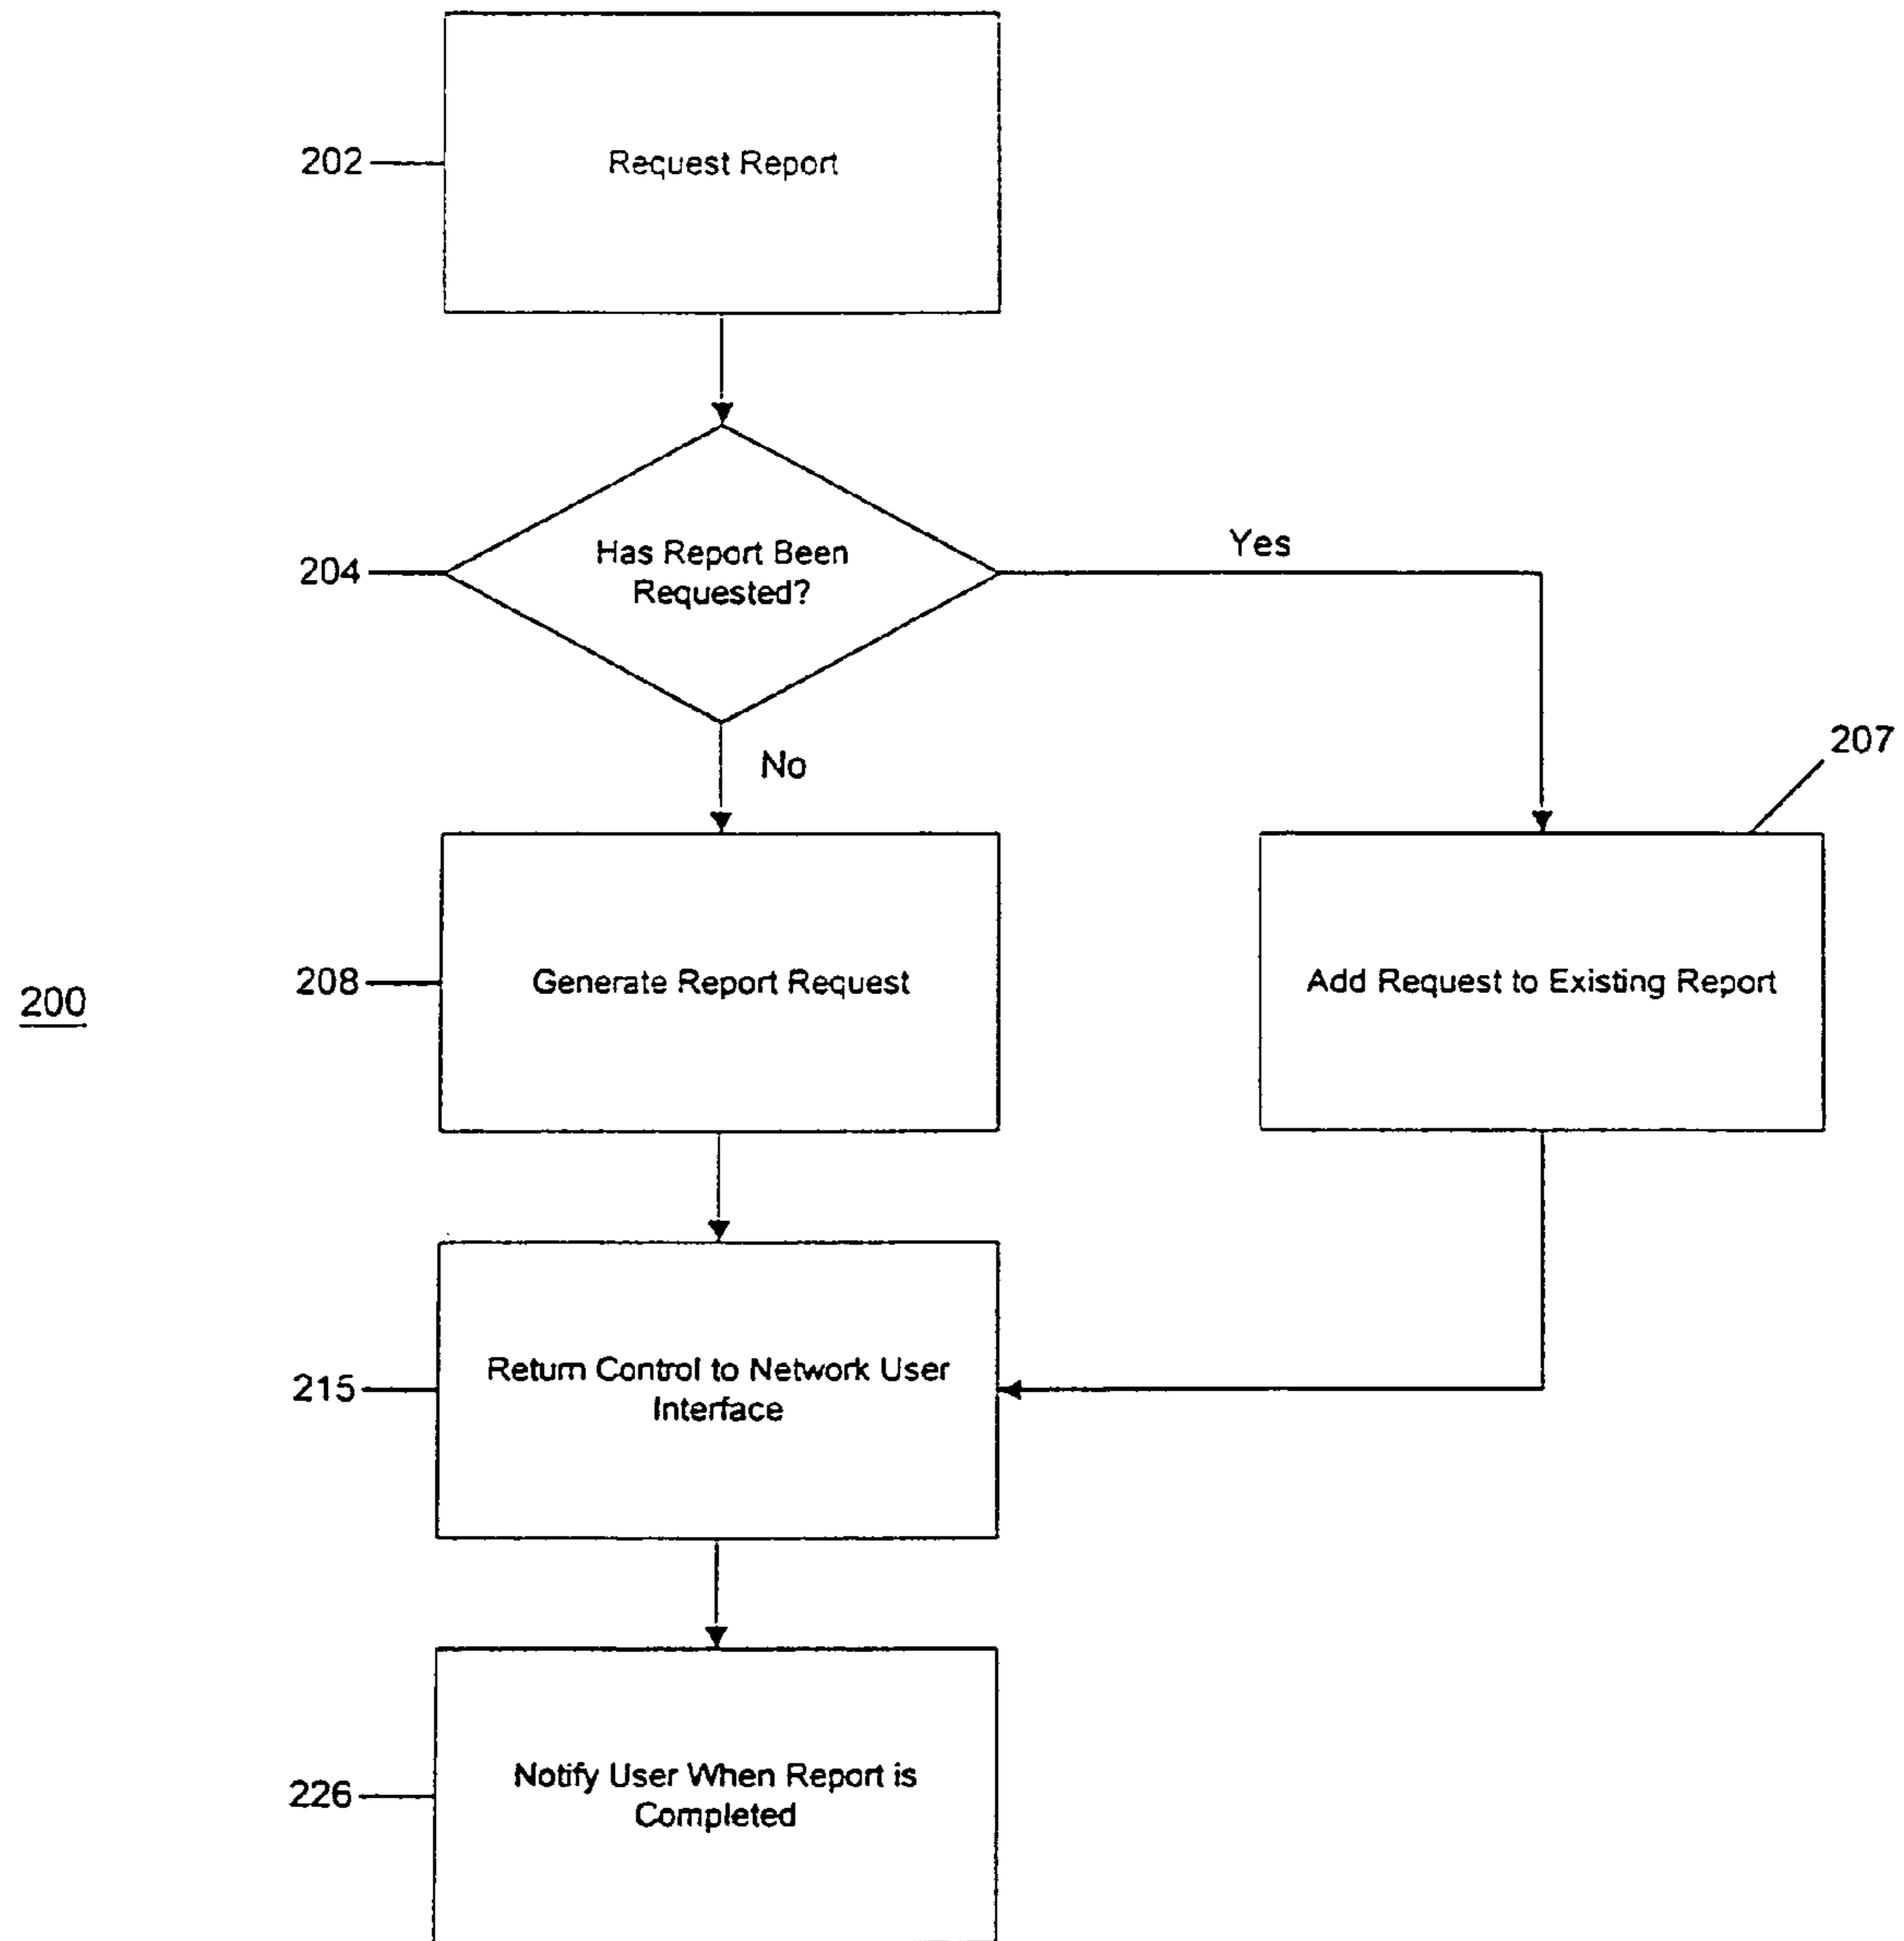 202
Request Report
204
Has Report Been
Requested?
Yes
No
207
200
208
Generate Report Request
Add Request to Existing Report
215
Return Control to Network User
Interface
226
Notify User When Report is
Completed